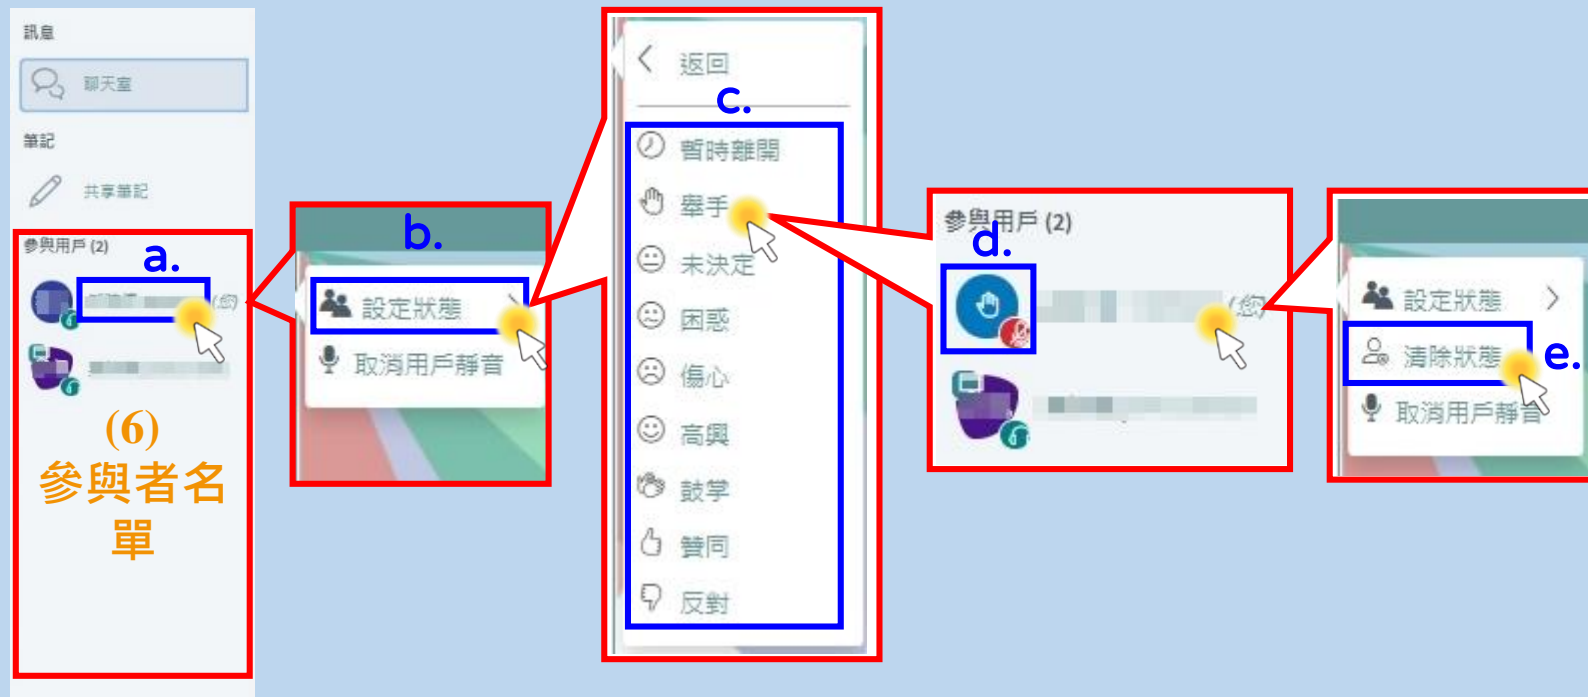 訊息
聊天室
筆記
共享筆記
參與用戶 (2)
a.
(您)
(6)
參與者名
單
b.
設定狀態
取消用戶靜音
返回
c.
暫時離開
舉手
未決定
困惑
傷心
高興
鼓掌
贊同
反對
參與用戶 (2)
d.
(您)
設定狀態
清除狀態
e.
取消用戶靜音